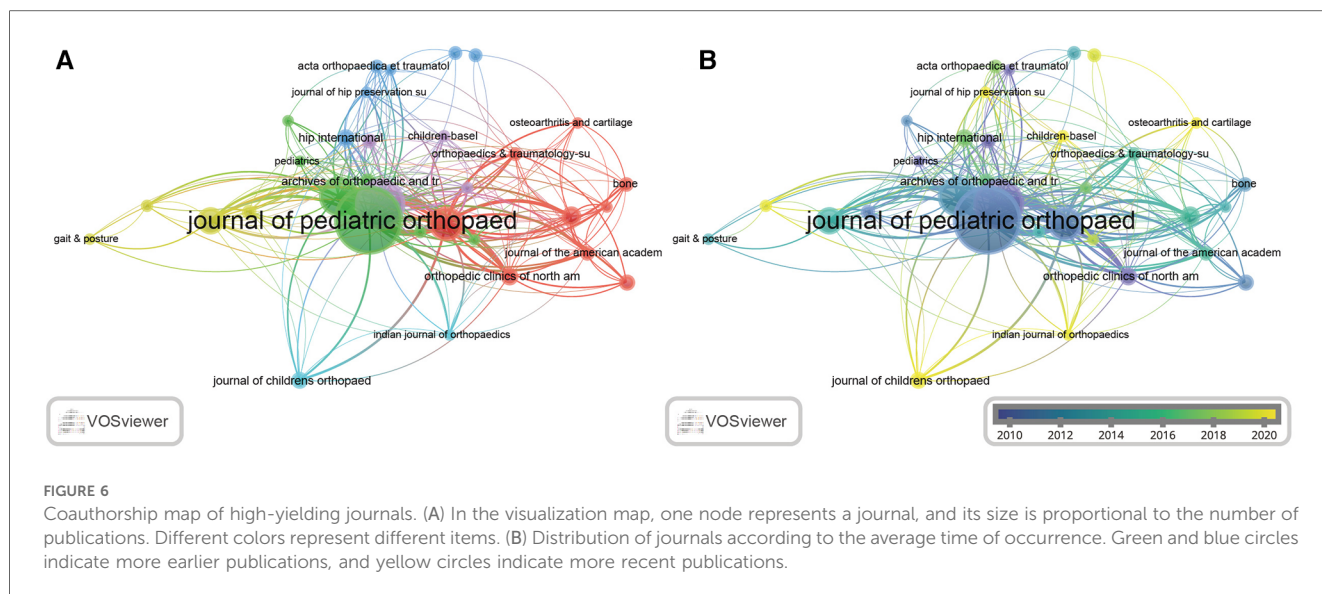 A
acta orthopaedica et traumatol
journal of hip preservation su
osteoarthritis and cartilage
hip international
children-basel
orthopaedics & traumatology-su
pediatrics
archives of orthopaedic and tr
bone
journal of pediatric orthopaed
gait & posture
journal of the american academ
orthopedic clinics of north am
indian journal of orthopaedics
journal of childrens orthopaed
VOSviewer
B
acta orthopaedica et traumatol
journal of hip preservation su
osteoarthritis and cartilage
hip international
children-basel
orthopaedics & traumatology-su
pediatrics
archives of orthopaedic and tr
bone
journal of pediatric orthopaed
gait & posture
journal of the american academ
orthopedic clinics of north am
indian journal of orthopaedics
journal of childrens orthopaed
VOSviewer
2010 2012 2014 2016 2018 2020
FIGURE 6
Coauthorship map of high-yielding journals. (A) In the visualization map, one node represents a journal, and its size is proportional to the number of
publications. Different colors represent different items. (B) Distribution of journals according to the average time of occurrence. Green and blue circles
indicate more earlier publications, and yellow circles indicate more recent publications.